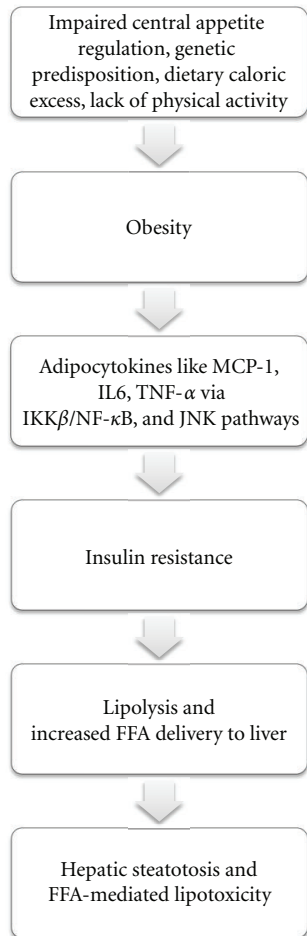 Impaired central appetite
regulation, genetic
predisposition, dietary caloric
excess, lack of physical activity
Obesity
Adipocytokines like MCP-1,
IL6, TNF-α via
IKKβ/NF-κB, and JNK pathways
Insulin resistance
Lipolysis and
increased FFA delivery to liver
Hepatic steatotosis and
FFA-mediated lipotoxicity